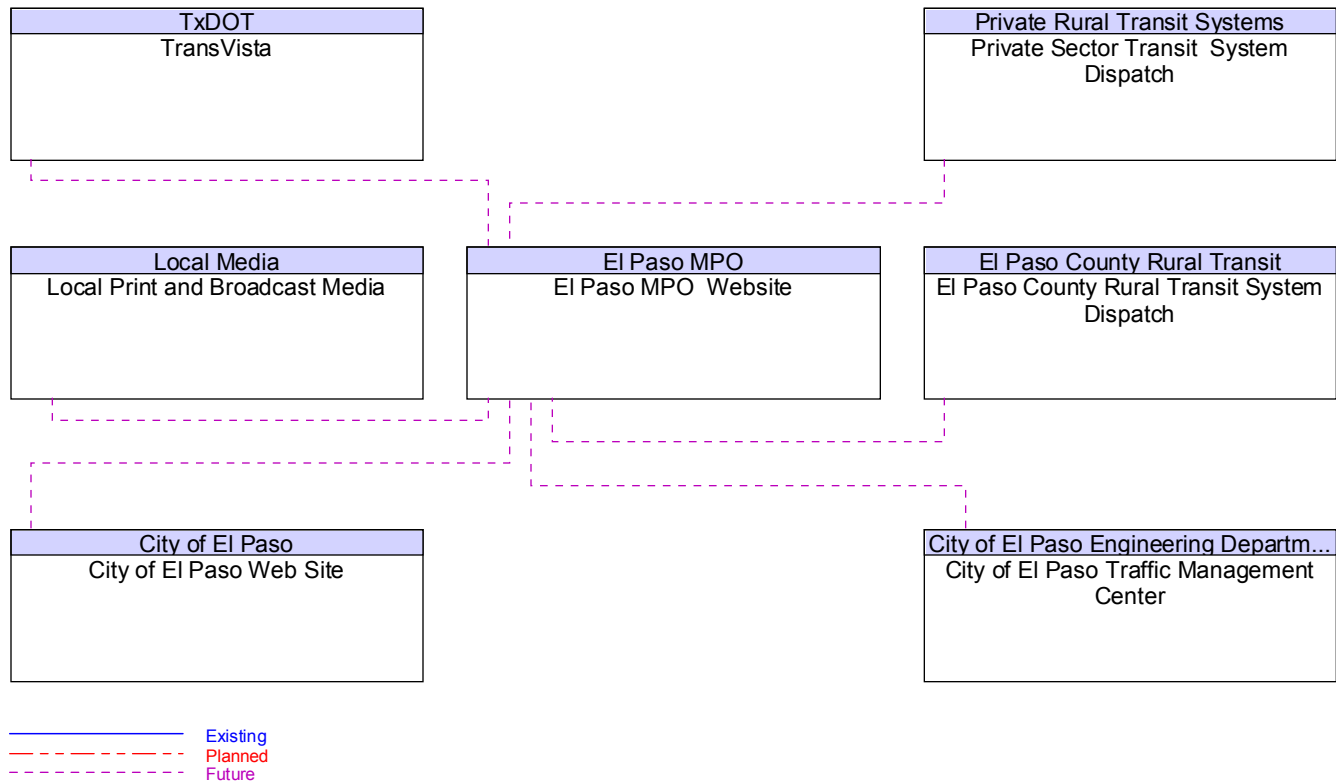 TxDOT
TransVista
Private Rural Transit Systems
Private Sector Transit System
Dispatch
Local Media
Local Print and Broadcast Media
El Paso MPO
El Paso MPO Website
El Paso County Rural Transit
El Paso County Rural Transit System
Dispatch
City of El Paso
City of El Paso Web Site
City of El Paso Engineering Departm...
City of El Paso Traffic Management
Center
Existing
Planned
Future